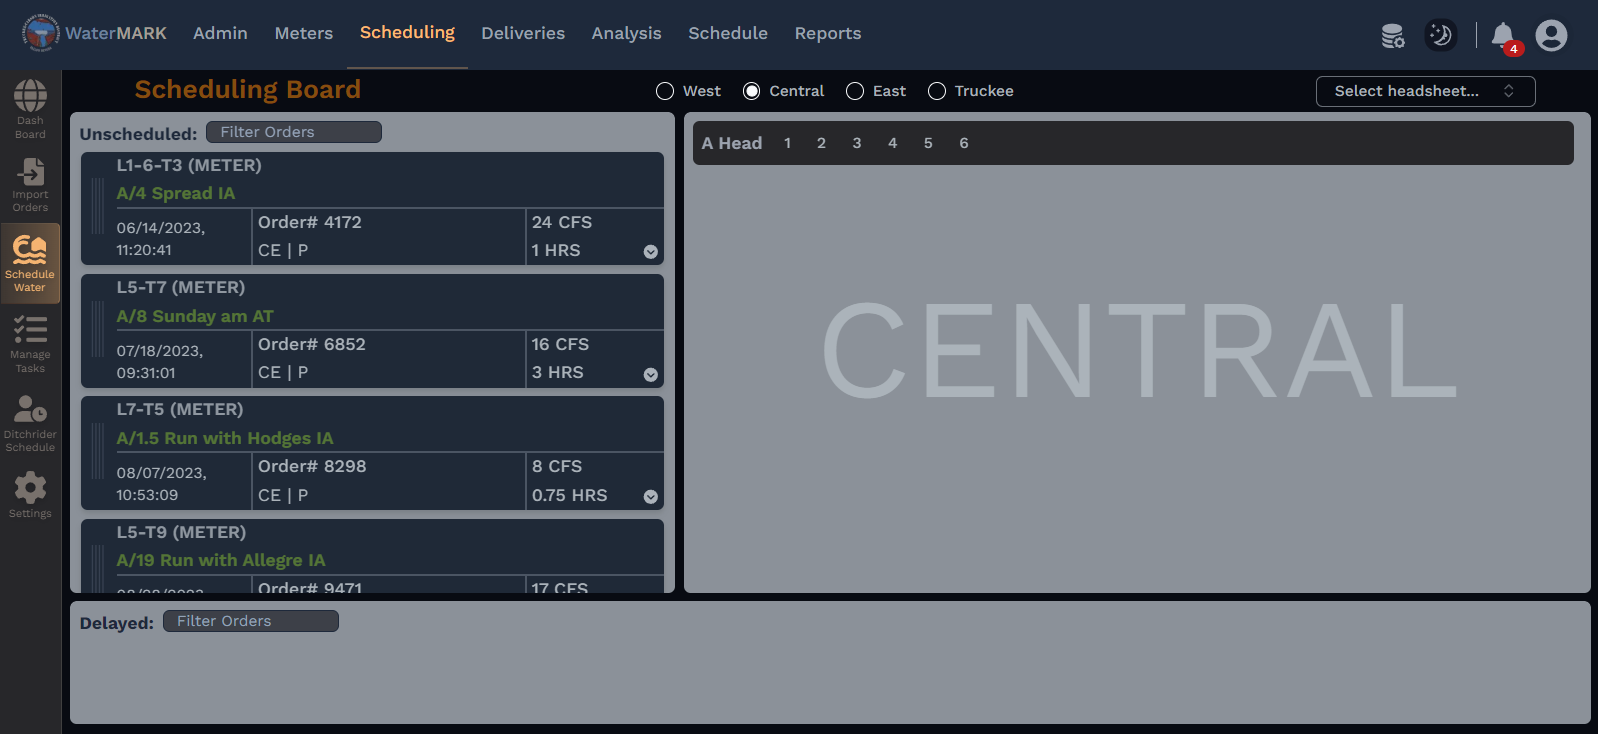 WaterMARK
Admin
Meters
Scheduling
Deliveries
Analysis
Schedule
Reports
4
Dash
Board
Import
Orders
Schedule
Water
Manage
Tasks
Ditchrider
Schedule
Settings
Scheduling Board
West
Central
East
Truckee
Select headsheet...
Unscheduled:
Filter Orders
L1-6-T3 (METER)
A/4 Spread IA
06/14/2023,
11:20:41
Order# 4172
CE | P
24 CFS
1 HRS
L5-T7 (METER)
A/8 Sunday am AT
07/18/2023,
09:31:01
Order# 6852
CE | P
16 CFS
3 HRS
L7-T5 (METER)
A/1.5 Run with Hodges IA
08/07/2023,
10:53:09
Order# 8298
CE | P
8 CFS
0.75 HRS
L5-T9 (METER)
A/19 Run with Allegre IA
Order# 9471
17 CFS
A Head 1 2 3 4 5 6
CENTRAL
Delayed:
Filter Orders